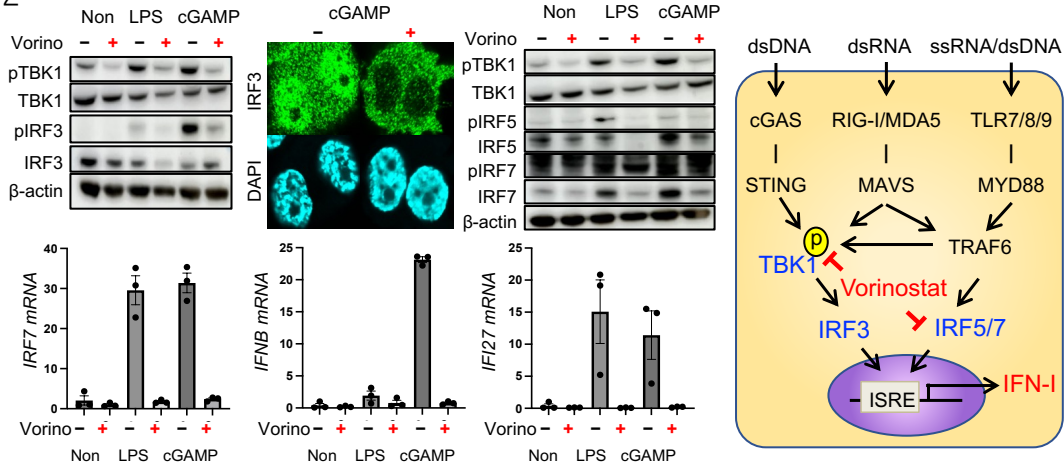 Non LPS cGAMP
Vorino – + – + – +
pTBK1
TBK1
pIRF3
IRF3
β-actin
cGAMP
– +
IRF3
DAPI
Non LPS cGAMP
Vorino – + – + – +
pTBK1
TBK1
pIRF5
IRF5
pIRF7
IRF7
β-actin
IRF7 mRNA
40
30
20
10
0
Vorino – + – + – +
Non LPS cGAMP
IFNB mRNA
25
20
15
10
5
0
Vorino – + – + – +
Non LPS cGAMP
IFI27 mRNA
25
20
15
10
5
0
Vorino – + – + – +
Non LPS cGAMP
dsDNA dsRNA ssRNA/dsDNA
cGAS RIG-I/MDA5 TLR7/8/9
STING MAVS MYD88
p
TBK1 TRAF6
Vorinostat
IRF3 IRF5/7
ISRE IFN-I